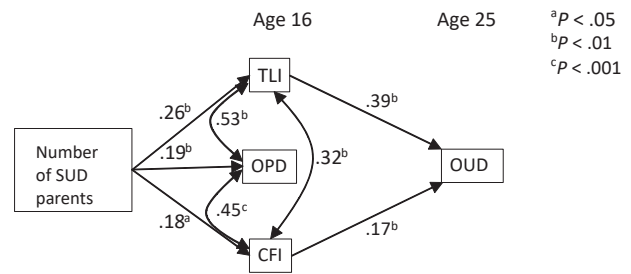 Age 16
Age 25
ᵃP < .05
ᵇP < .01
ᶜP < .001
TLI
.26ᵇ
.53ᵇ
.39ᵇ
Number
of SUD
parents
.19ᵇ
OPD
.32ᵇ
OUD
.18ᵃ
.45ᶜ
.17ᵇ
CFI